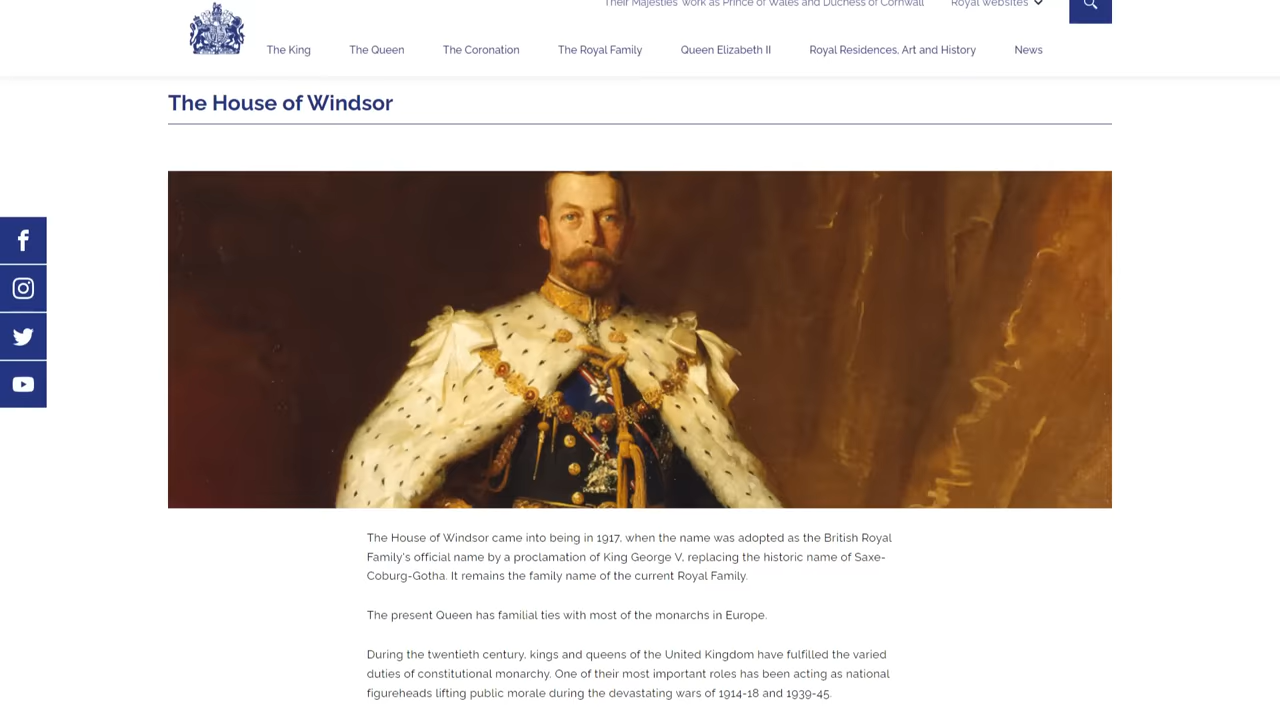 Their Majesties' work as Prince of Wales and Duchess of Cornwall
Royal websites
The King
The Queen
The Coronation
The Royal Family
Queen Elizabeth II
Royal Residences, Art and History
News
The House of Windsor
The House of Windsor came into being in 1917, when the name was adopted as the British Royal
Family's official name by a proclamation of King George V, replacing the historic name of Saxe-
Coburg-Gotha. It remains the family name of the current Royal Family.
The present Queen has familial ties with most of the monarchs in Europe.
During the twentieth century, kings and queens of the United Kingdom have fulfilled the varied
duties of constitutional monarchy. One of their most important roles has been acting as national
figureheads lifting public morale during the devastating wars of 1914-18 and 1939-45.